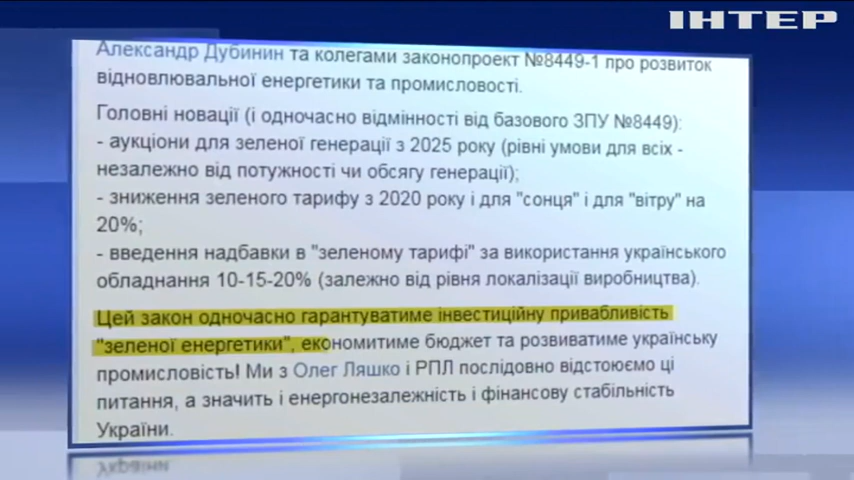 ІНТЕР
Александр Дубинин та колегами законопроект №8449-1 про розвиток
відновлювальної енергетики та промисловості.
Головні новації (і одночасно відмінності від базового ЗПУ №8449):
- аукціони для зеленої генерації з 2025 року (рівні умови для всіх -
незалежно від потужності чи обсягу генерації);
- зниження зеленого тарифу з 2020 року і для "сонця" і для "вітру" на
20%;
- введення надбавки в "зеленому тарифі" за використання українського
обладнання 10-15-20% (залежно від рівня локалізації виробництва).
Цей закон одночасно гарантуватиме інвестиційну привабливість
"зеленої енергетики", економитиме бюджет та розвиватиме українську
промисловість! Ми з Олег Ляшко і РПЛ послідовно відстоюємо ці
питання, а значить і енергонезалежність і фінансову стабільність
України.